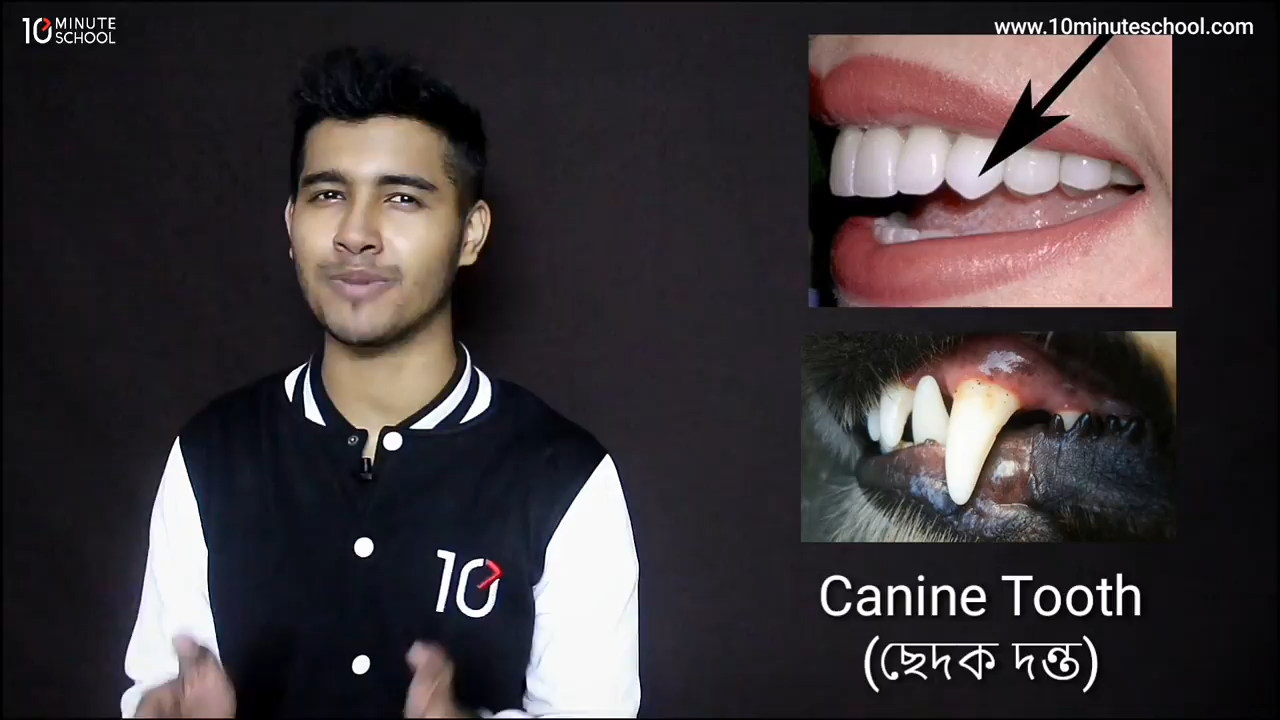 10 MINUTE
SCHOOL
www.10minuteschool.com
10
Canine Tooth
(ছেদক দন্ত)